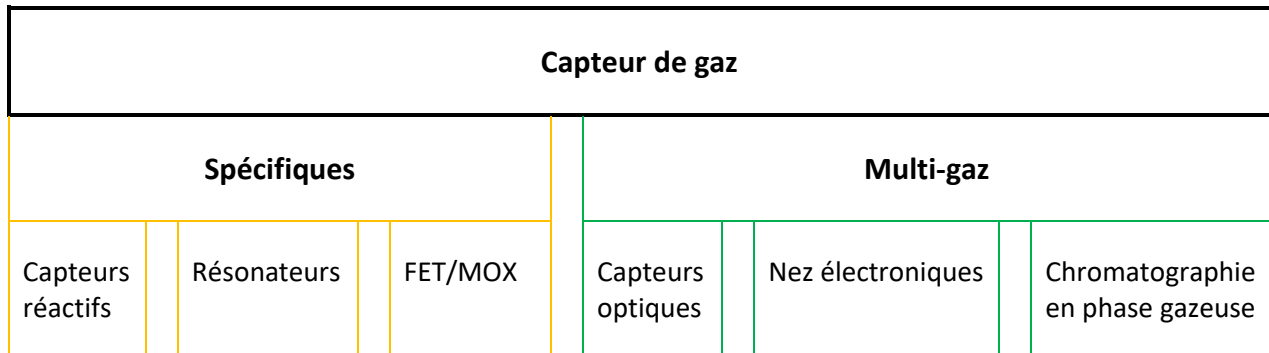 Capteur de gaz
Spécifiques
Multi-gaz
Capteurs
réactifs
Résonateurs
FET/MOX
Capteurs
optiques
Nez électroniques
Chromatographie
en phase gazeuse